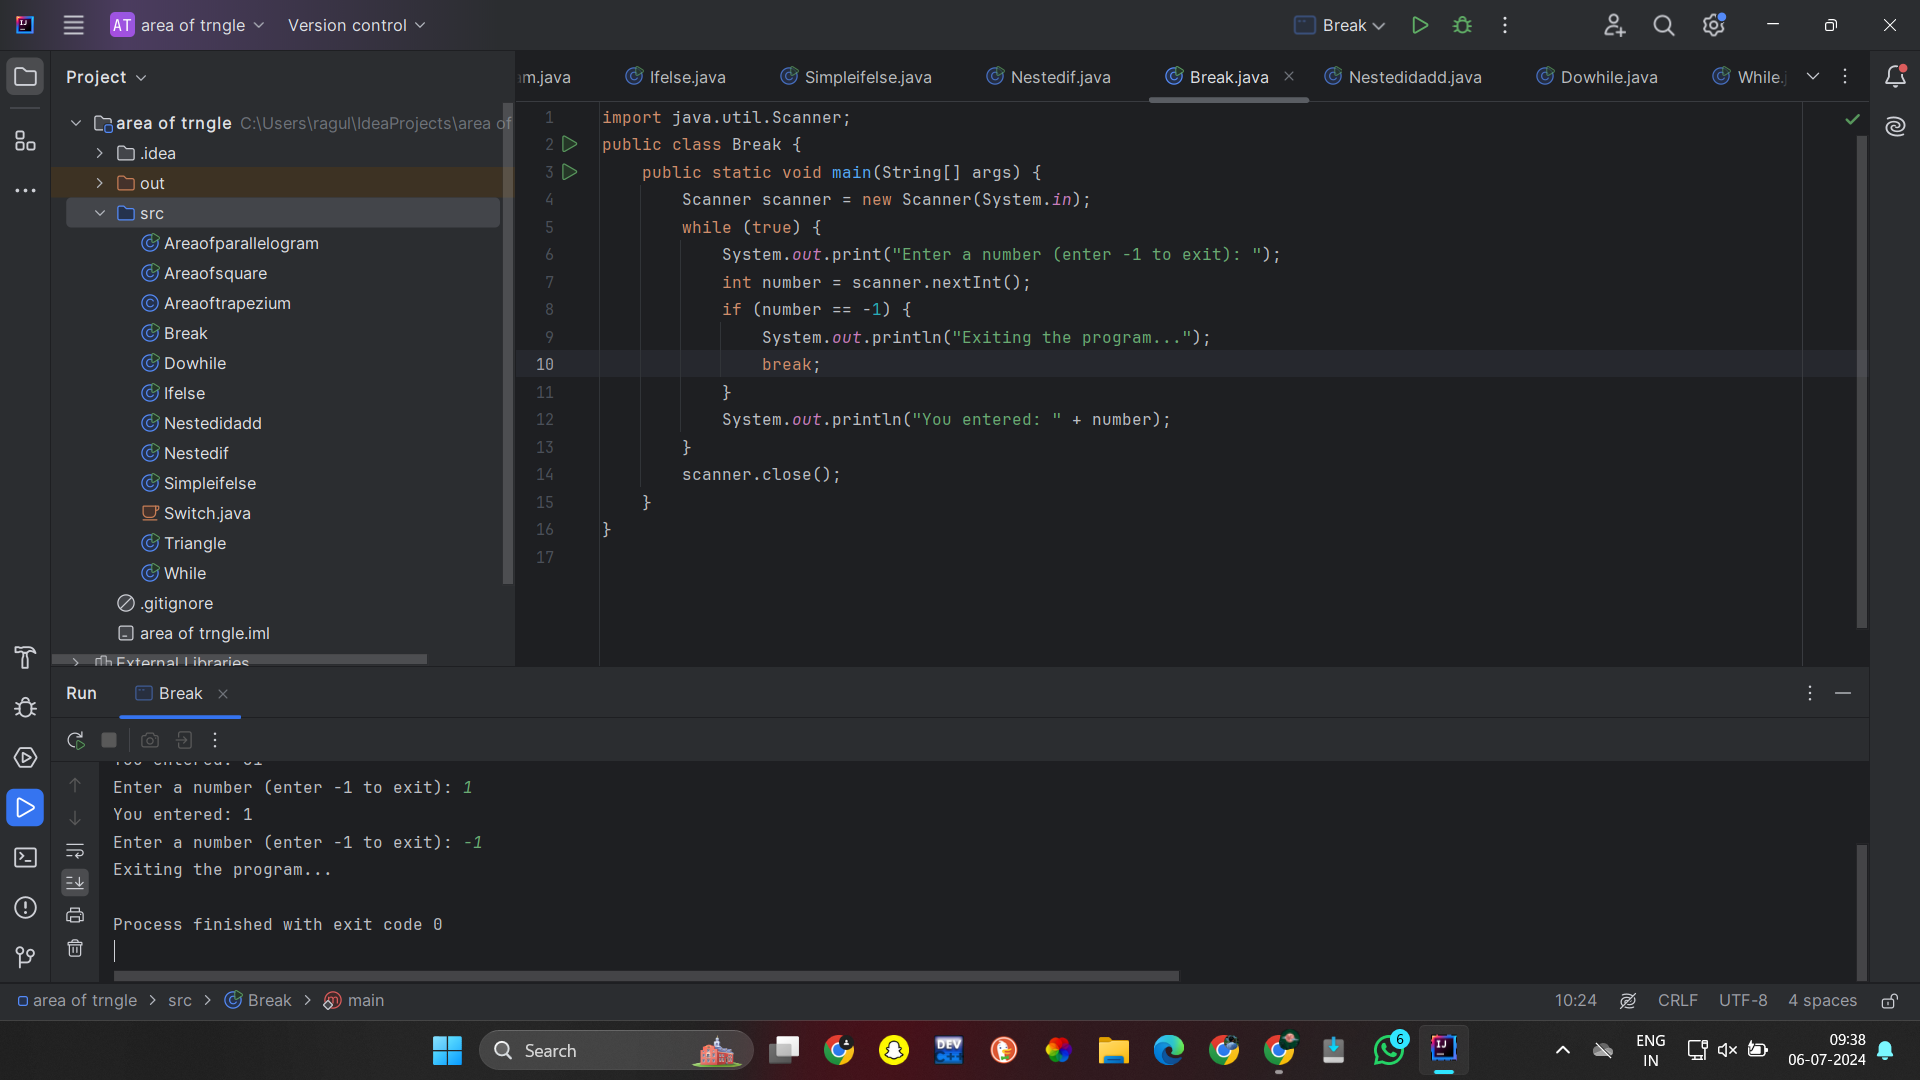 AT area of trngle Version control Break
Project
m.java Ifelse.java Simpleifelse.java Nestedif.java Break.java Nestedidadd.java Dowhile.java While.j
area of trngle C:\Users\ragul\IdeaProjects\area of
.idea
out
src
Areaofparallelogram
Areaofsquare
Areaoftrapezium
Break
Dowhile
Ifelse
Nestedidadd
Nestedif
Simpleifelse
Switch.java
Triangle
While
.gitignore
area of trngle.iml
External Libraries
1 import java.util.Scanner;
2 public class Break {
3 public static void main(String[] args) {
4 Scanner scanner = new Scanner(System.in);
5 while (true) {
6 System.out.print("Enter a number (enter -1 to exit): ");
7 int number = scanner.nextInt();
8 if (number == -1) {
9 System.out.println("Exiting the program...");
10 break;
11 }
12 System.out.println("You entered: " + number);
13 }
14 scanner.close();
15 }
16 }
17
Run Break
Enter a number (enter -1 to exit): 1
You entered: 1
Enter a number (enter -1 to exit): -1
Exiting the program...
Process finished with exit code 0
area of trngle > src > Break > main 10:24 CRLF UTF-8 4 spaces
Search DEV C++ 6 IJ ENG IN 09:38 06-07-2024